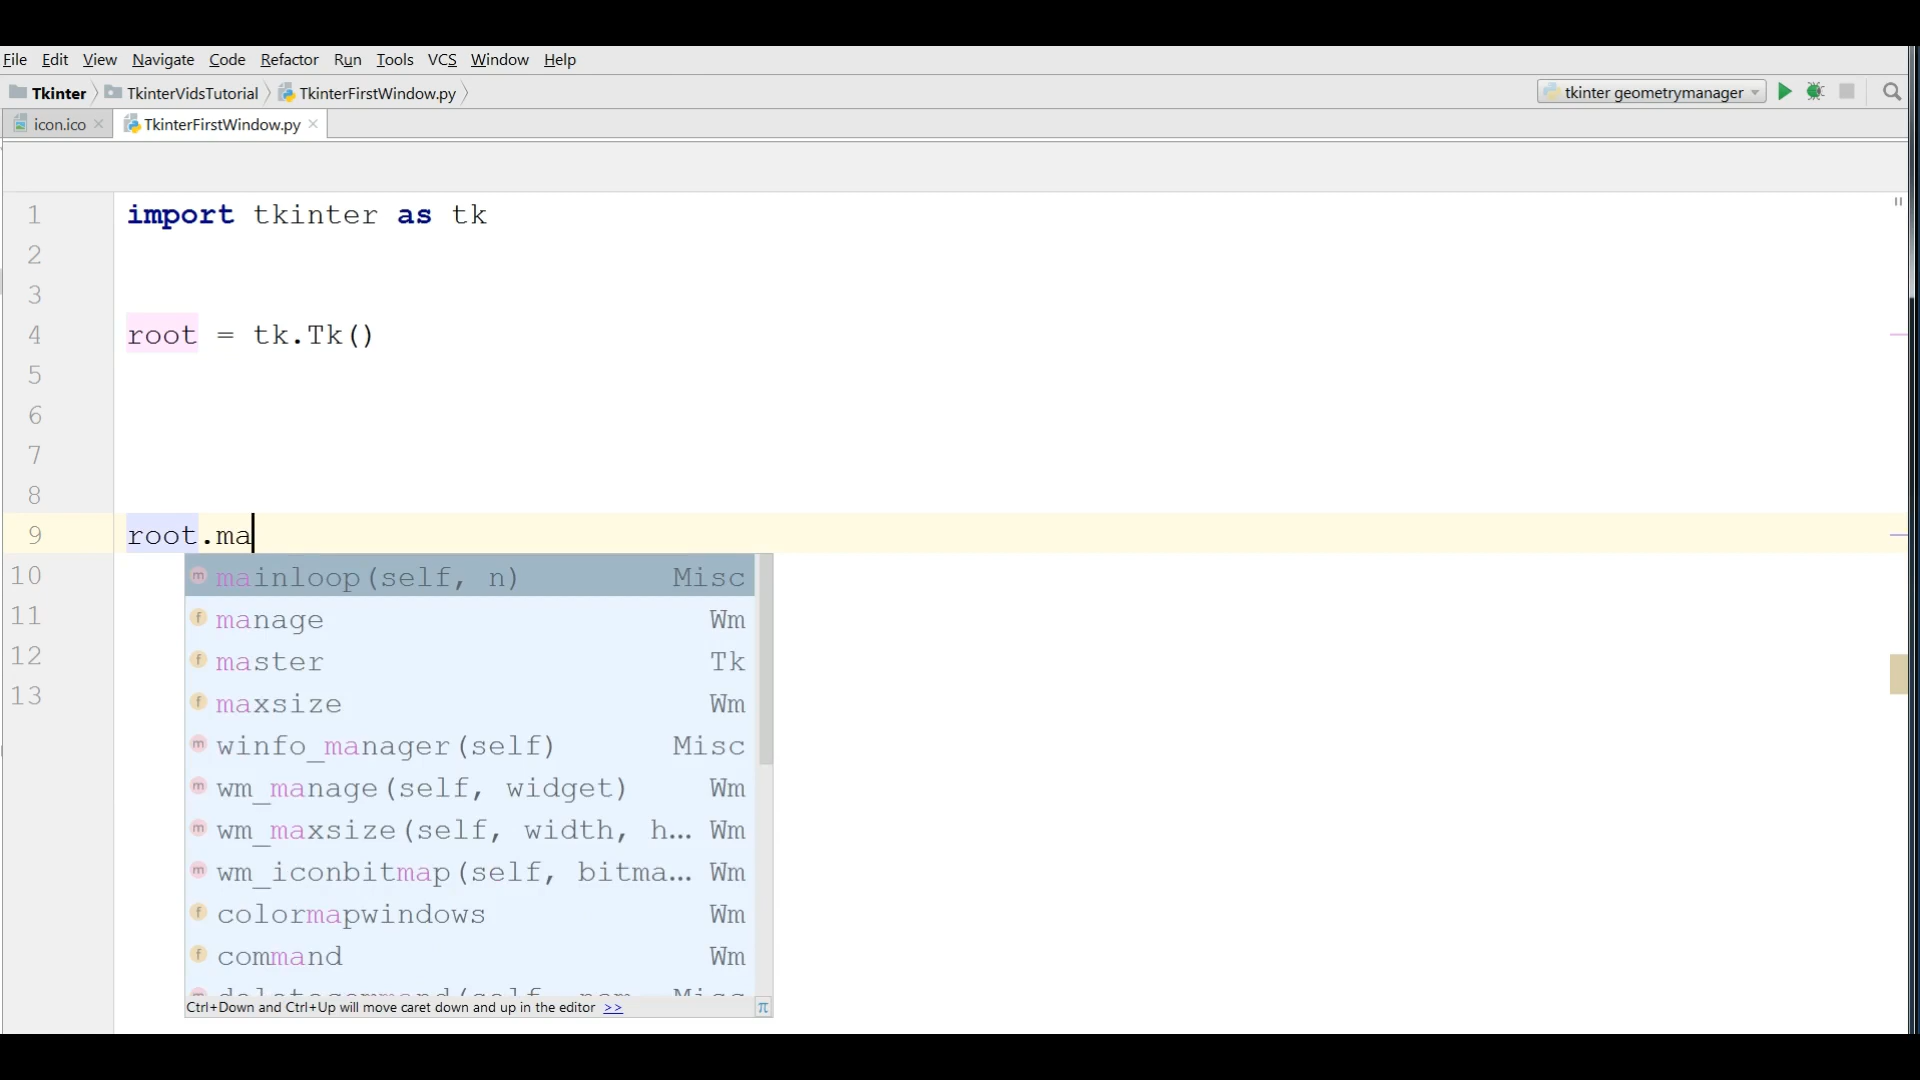 File Edit View Navigate Code Refactor Run Tools VCS Window Help
Tkinter TkinterVidsTutorial TkinterFirstWindow.py tkinter geometrymanager
icon.ico TkinterFirstWindow.py
1 import tkinter as tk
2
3
4 root = tk.Tk()
5
6
7
8
9 root.ma
10
11
12
13
m mainloop(self, n) Misc
f manage Wm
f master Tk
f maxsize Wm
m winfo_manager(self) Misc
m wm_manage(self, widget) Wm
m wm_maxsize(self, width, h... Wm
m wm_iconbitmap(self, bitma... Wm
f colormapwindows Wm
f command Wm
Ctrl+Down and Ctrl+Up will move caret down and up in the editor >> π